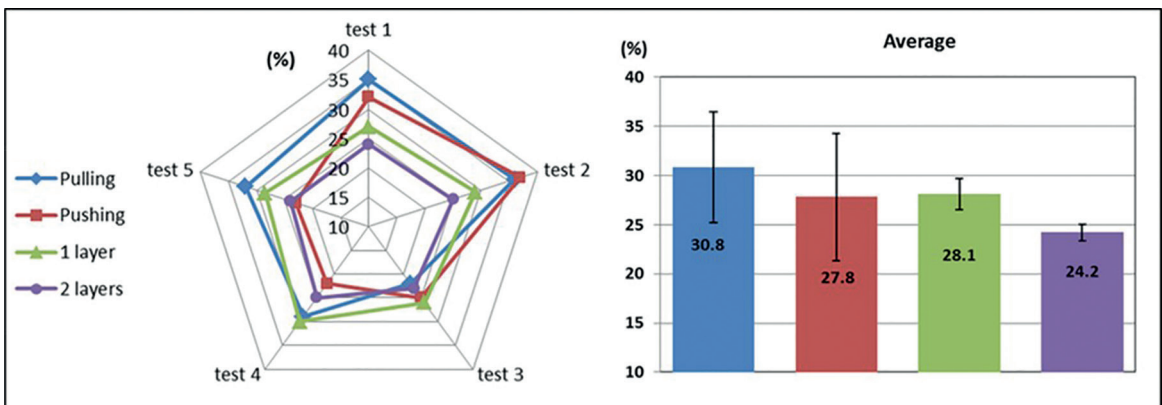 test 1
(%)
40
35
30
25
20
15
10
test 2
test 3
test 4
test 5
Pulling
Pushing
1 layer
2 layers
Average
(%)
40
35
30
25
20
15
10
30.8
27.8
28.1
24.2